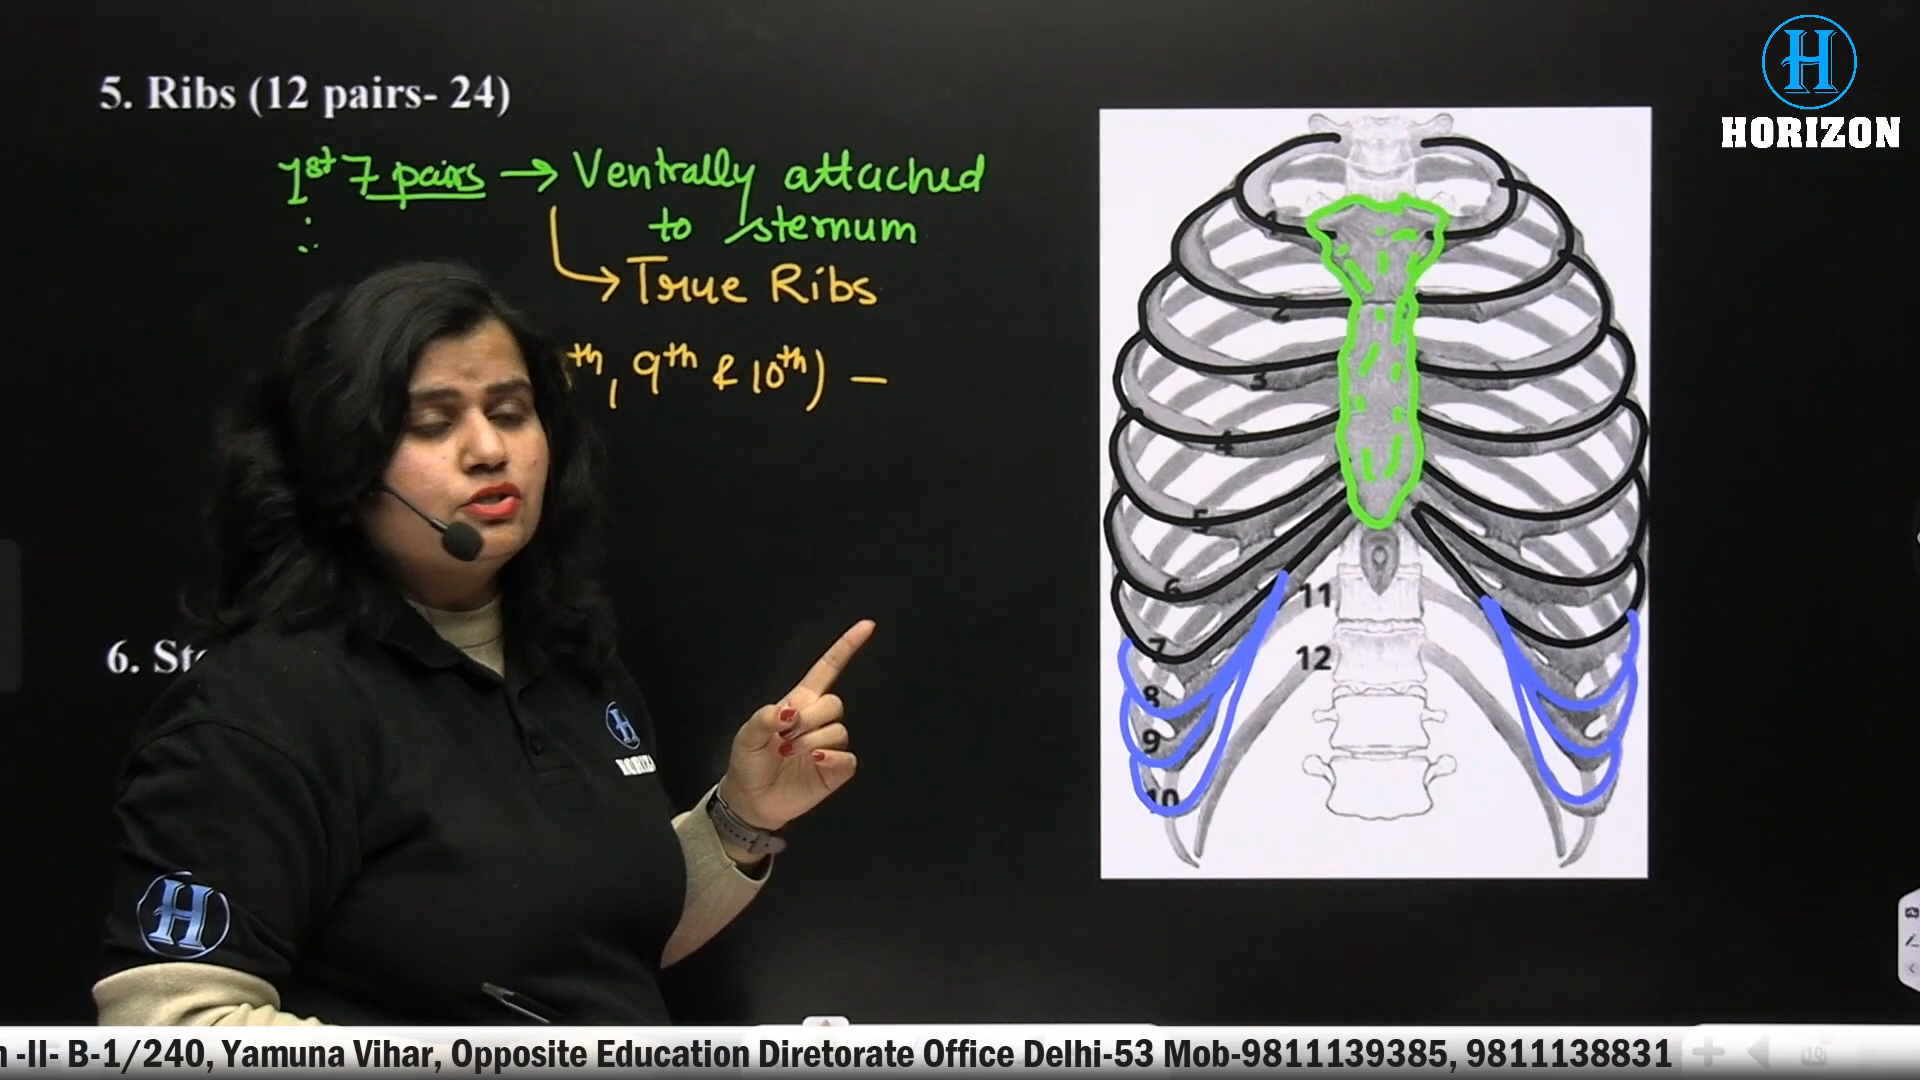 5. Ribs (12 pairs- 24)
1st 7 pairs → Ventrally attached
to sternum
∴
→ True Ribs
th, 9th & 10th) —
6. St
H
HORIZON
1
2
3
4
5
6
7
8
9
10
11
12
H
H
-II- B-1/240, Yamuna Vihar, Opposite Education Diretorate Office Delhi-53 Mob-9811139385, 9811138831